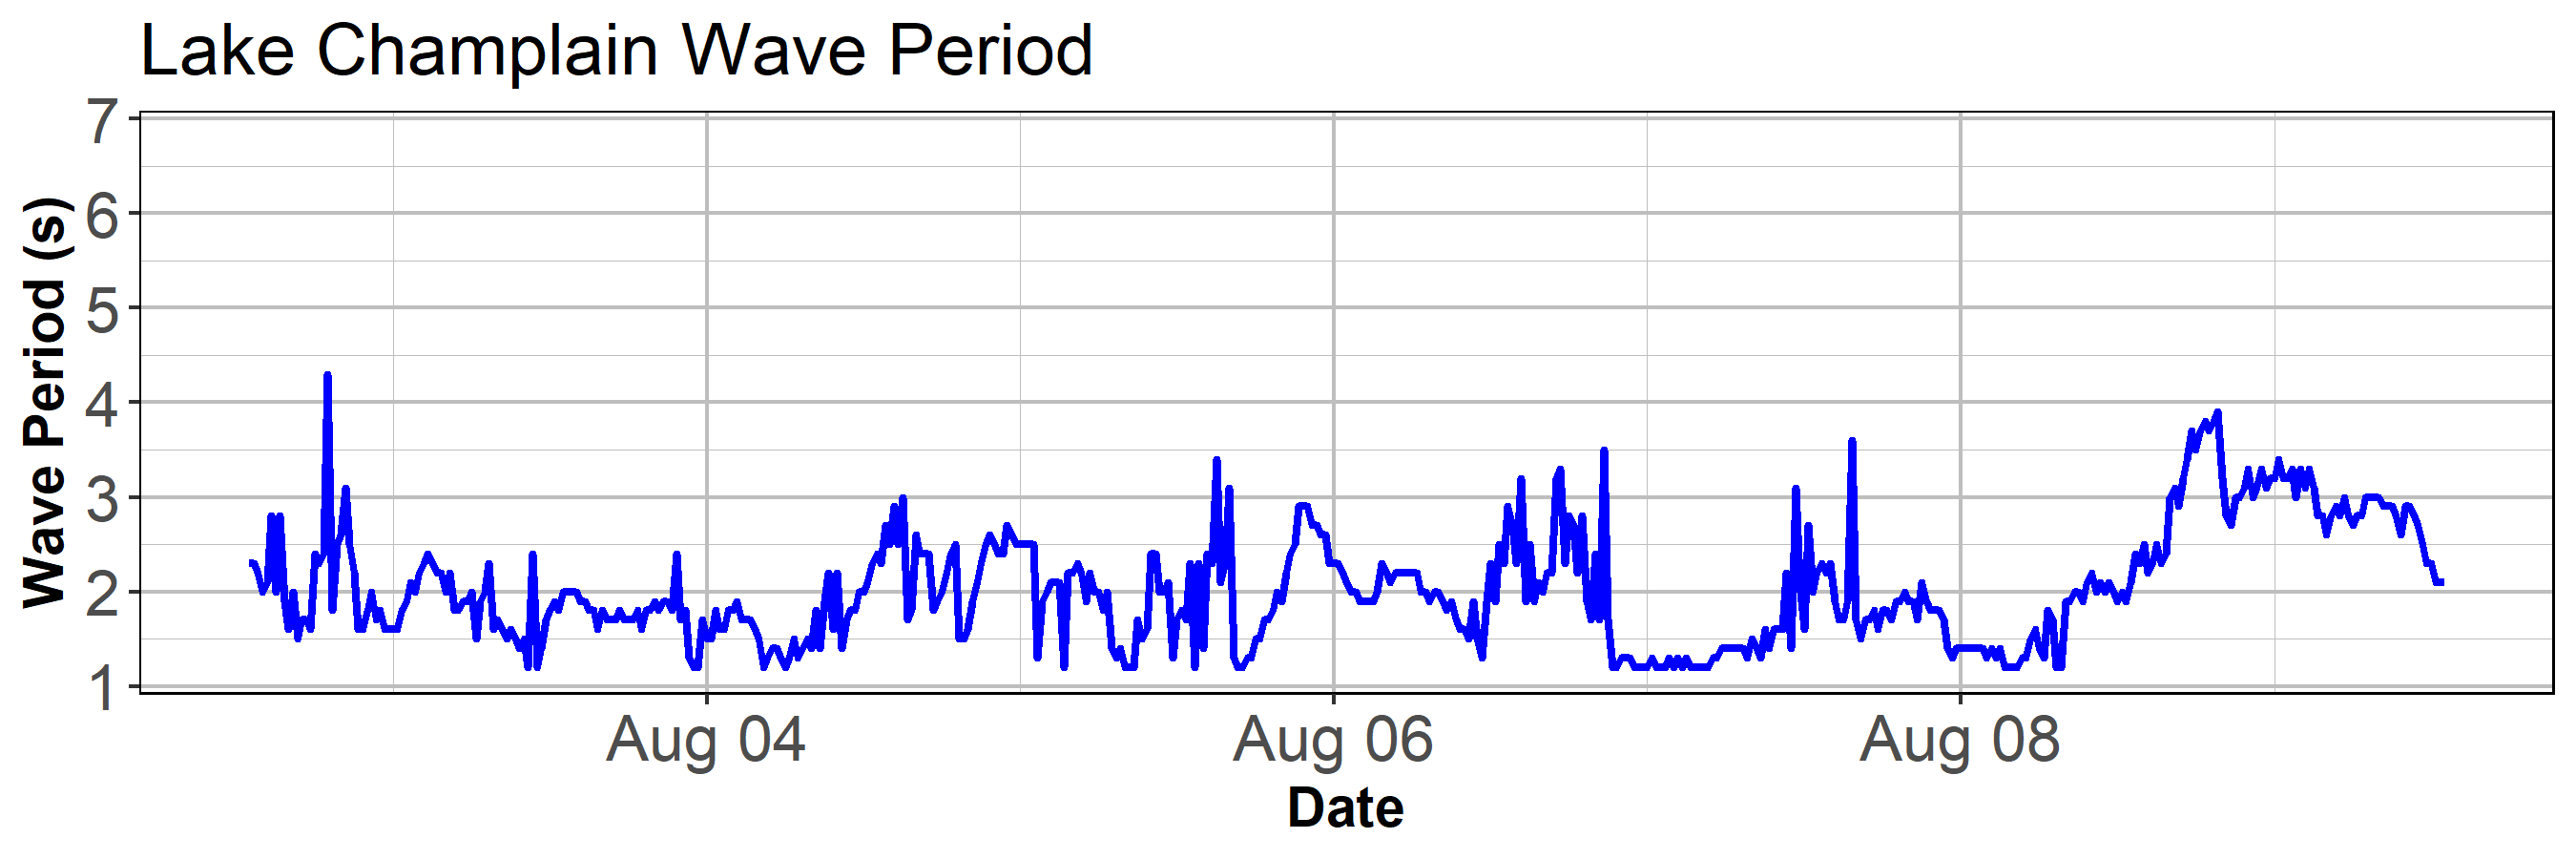 Lake Champlain Wave Period
Wave Period (s)
7
6
5
4
3
2
1
Aug 04
Aug 06
Aug 08
Date